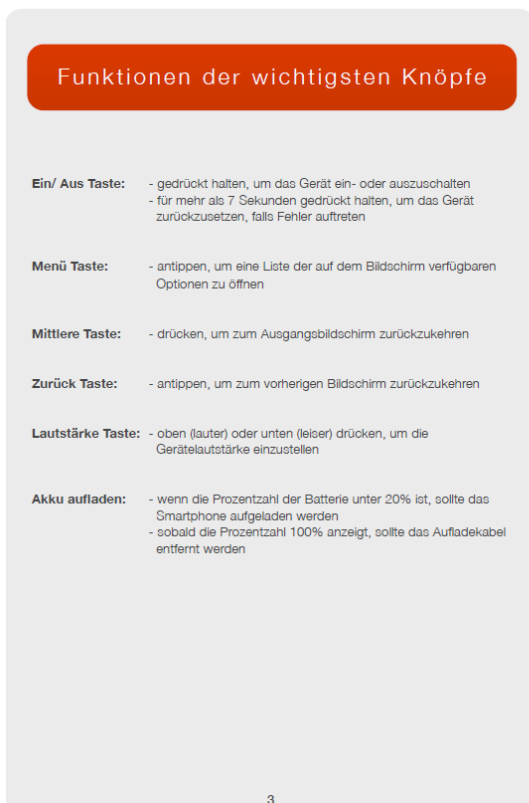 Funktionen der wichtigsten Knöpfe
Ein/ Aus Taste: - gedrückt halten, um das Gerät ein- oder auszuschalten
- für mehr als 7 Sekunden gedrückt halten, um das Gerät
zurückzusetzen, falls Fehler auftreten
Menü Taste: - antippen, um eine Liste der auf dem Bildschirm verfügbaren
Optionen zu öffnen
Mittlere Taste: - drücken, um zum Ausgangsbildschirm zurückzukehren
Zurück Taste: - antippen, um zum vorherigen Bildschirm zurückzukehren
Lautstärke Taste: - oben (lauter) oder unten (leiser) drücken, um die
Gerätelautstärke einzustellen
Akku aufladen: - wenn die Prozentzahl der Batterie unter 20% ist, sollte das
Smartphone aufgeladen werden
- sobald die Prozentzahl 100% anzeigt, sollte das Aufladekabel
entfernt werden
3